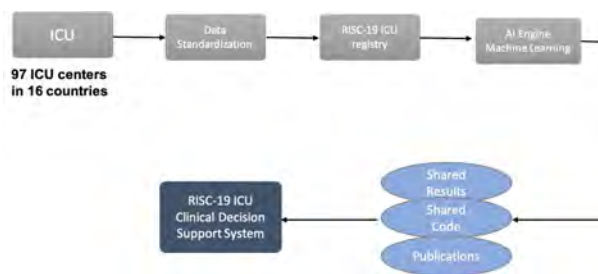 ICU
97 ICU centers
in 16 countries
Data
Standardization
RISC-19 ICU
registry
AI Engine
Machine Learning
RISC-19 ICU
Clinical Decision
Support System
Shared
Results
Shared
Code
Publications